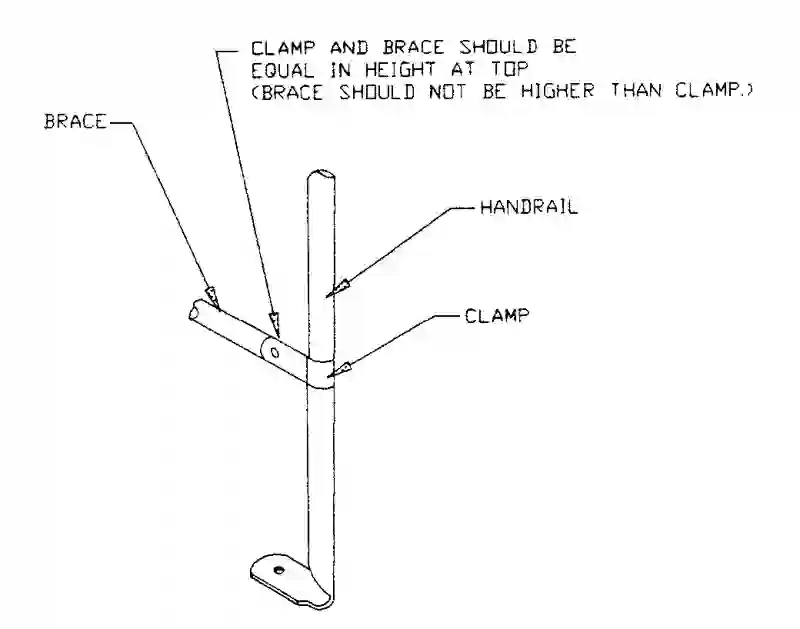 CLAMP AND BRACE SHOULD BE
EQUAL IN HEIGHT AT TOP
(BRACE SHOULD NOT BE HIGHER THAN CLAMP.)
BRACE
HANDRAIL
CLAMP